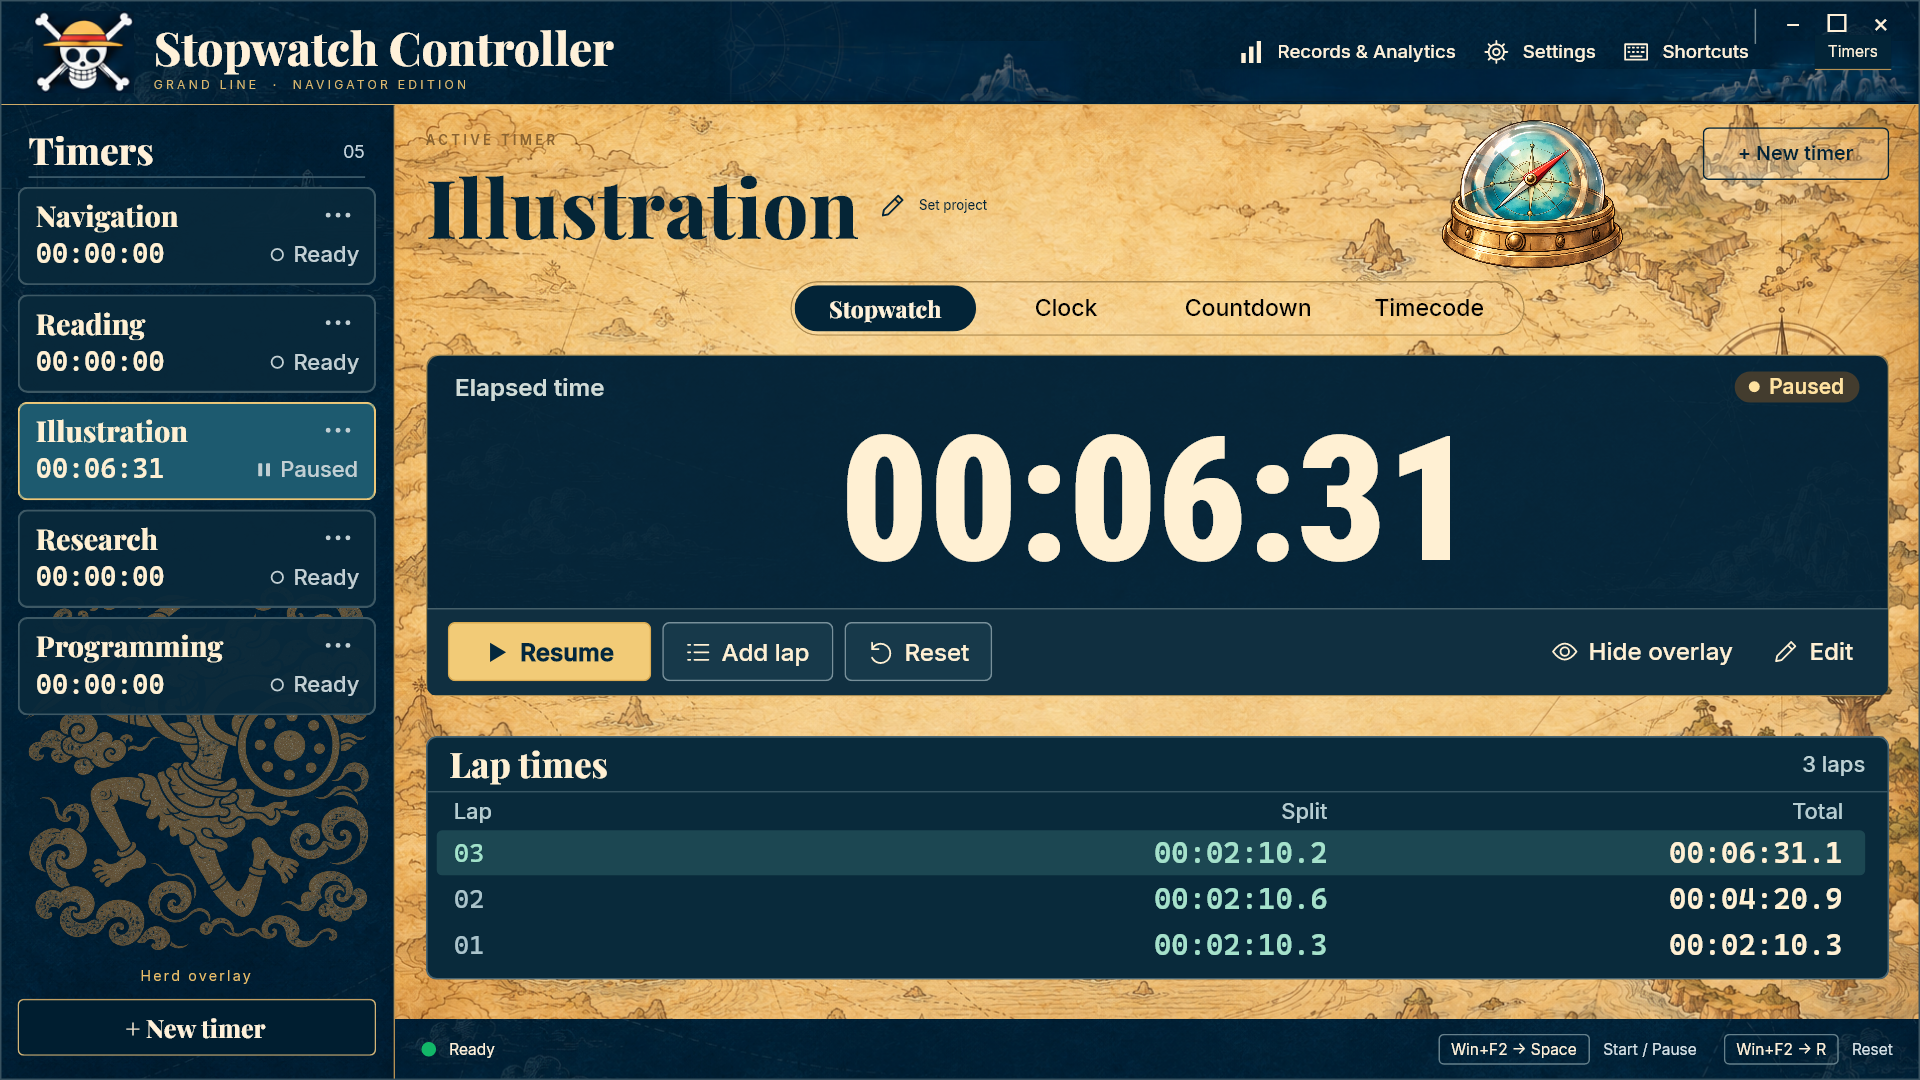 Stopwatch Controller
GRAND LINE · NAVIGATOR EDITION
Records & Analytics
Settings
Shortcuts
Timers
Timers
05
Navigation
00:00:00
Ready
Reading
00:00:00
Ready
Illustration
00:06:31
Paused
Research
00:00:00
Ready
Programming
00:00:00
Ready
Herd overlay
+ New timer
ACTIVE TIMER
Illustration
Set project
+ New timer
Stopwatch
Clock
Countdown
Timecode
Elapsed time
Paused
00:06:31
Resume
Add lap
Reset
Hide overlay
Edit
Lap times
3 laps
Lap Split Total
03 00:02:10.2 00:06:31.1
02 00:02:10.6 00:04:20.9
01 00:02:10.3 00:02:10.3
Ready
Win+F2 → Space Start / Pause
Win+F2 → R Reset